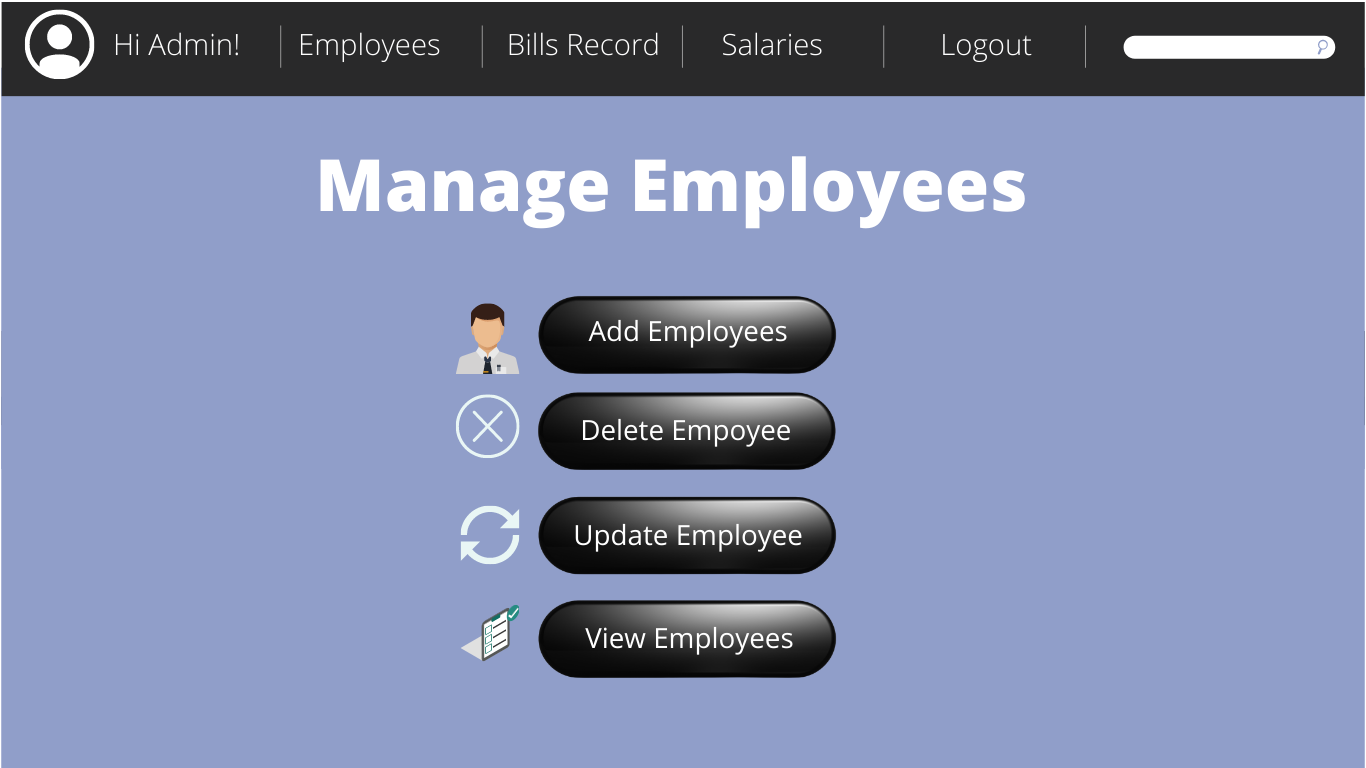 Hi Admin! Employees Bills Record Salaries Logout
Manage Employees
Add Employees
Delete Empoyee
Update Employee
View Employees